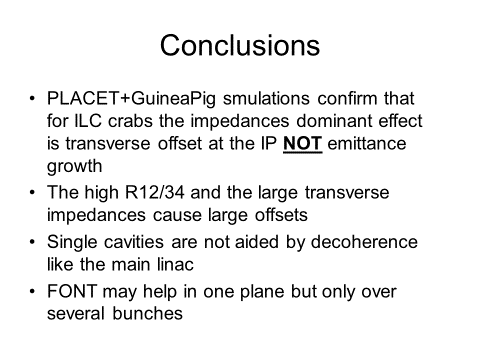 Conclusions
• PLACET+GuineaPig smulations confirm that
for ILC crabs the impedances dominant effect
is transverse offset at the IP NOT emittance
growth
• The high R12/34 and the large transverse
impedances cause large offsets
• Single cavities are not aided by decoherence
like the main linac
• FONT may help in one plane but only over
several bunches